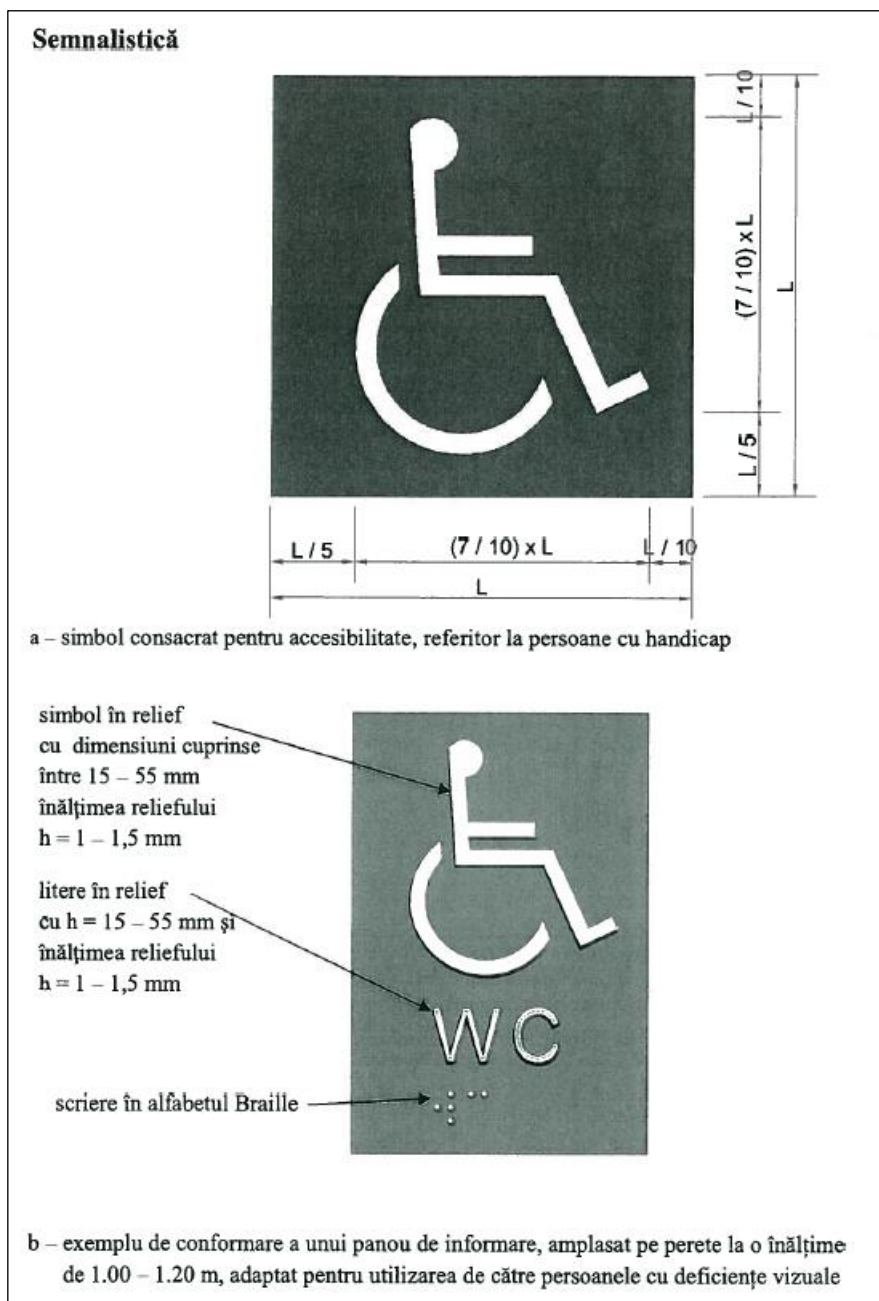 Semnalistică
L / 10
(7 / 10) x L
L
L / 5
L / 5
(7 / 10) x L
L / 10
L
a – simbol consacrat pentru accesibilitate, referitor la persoane cu handicap
simbol în relief
cu dimensiuni cuprinse
între 15 – 55 mm
înălțimea reliefului
h = 1 – 1,5 mm
litere în relief
cu h = 15 – 55 mm și
înălțimea reliefului
h = 1 – 1,5 mm
WC
scriere în alfabetul Braille
b – exemplu de conformare a unui panou de informare, amplasat pe perete la o înălțime
de 1.00 – 1.20 m, adaptat pentru utilizarea de către persoanele cu deficiențe vizuale